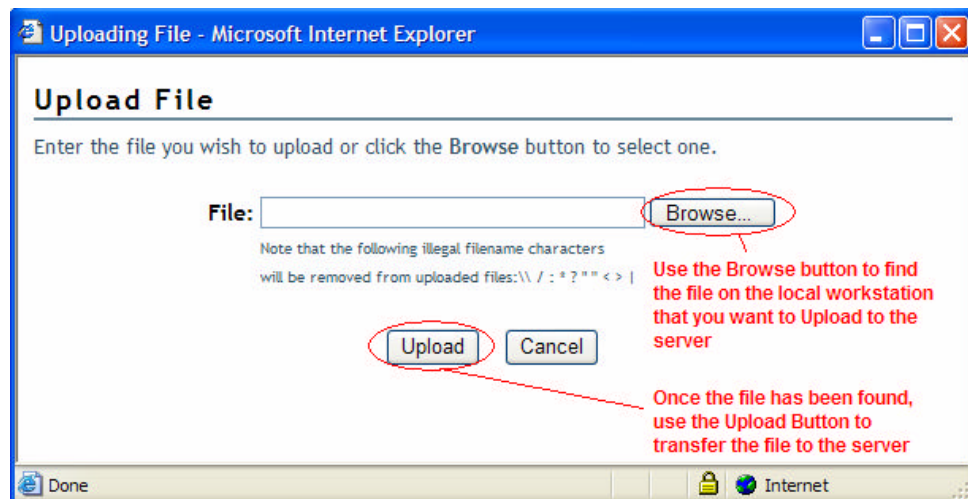 Uploading File - Microsoft Internet Explorer
Upload File
Enter the file you wish to upload or click the Browse button to select one.
File:
Browse...
Note that the following illegal filename characters
will be removed from uploaded files:\\ / : * ? " " < > |
Use the Browse button to find
the file on the local workstation
that you want to Upload to the
server
Upload
Cancel
Once the file has been found,
use the Upload Button to
transfer the file to the server
Done
Internet